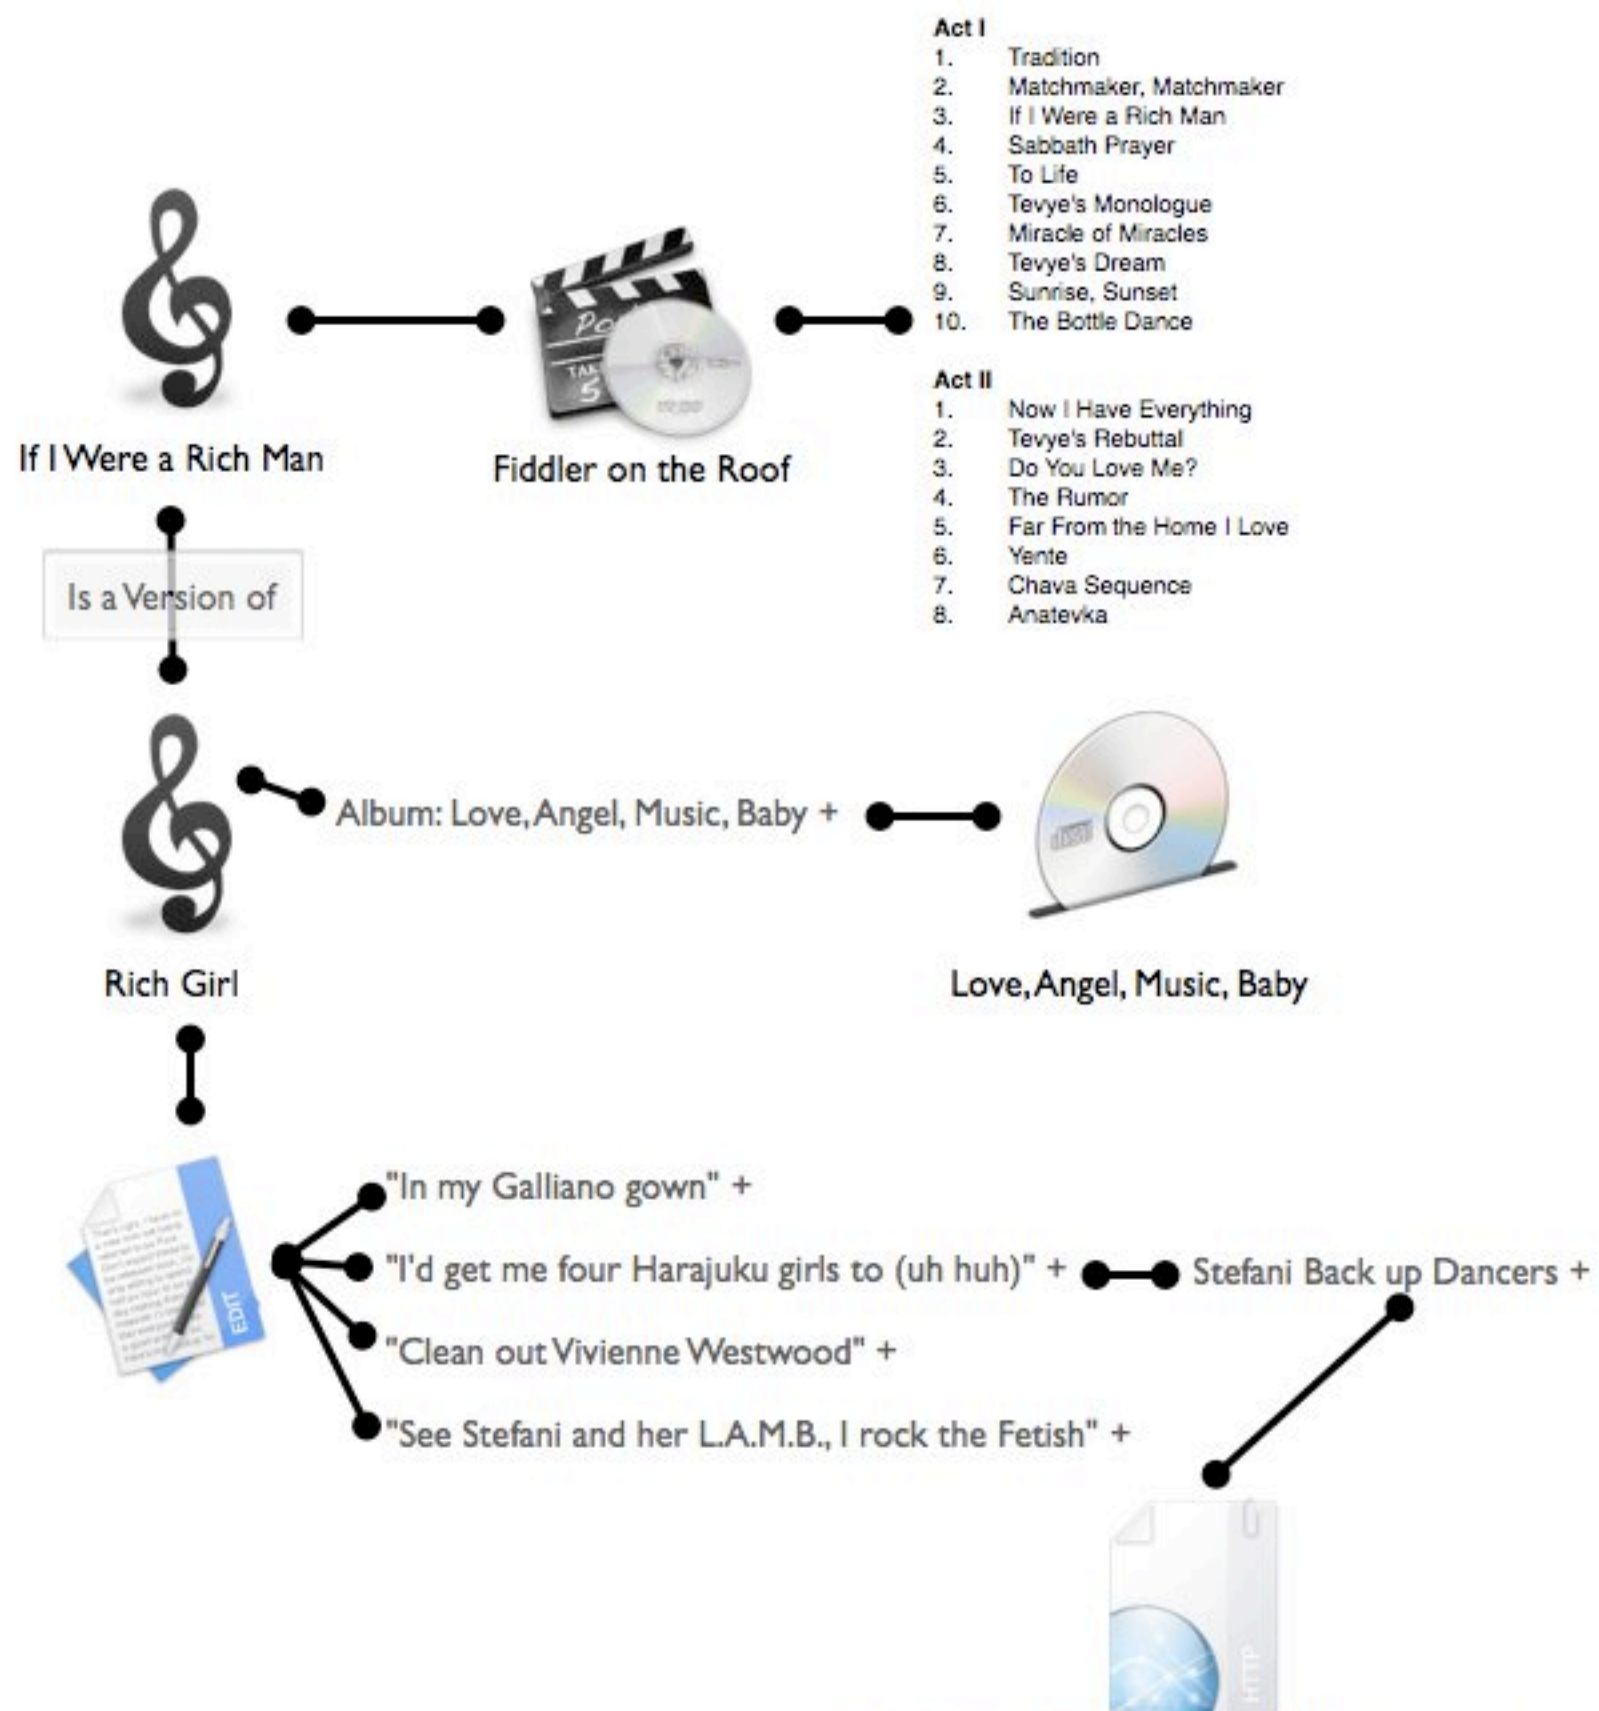 Act I
1. Tradition
2. Matchmaker, Matchmaker
3. If I Were a Rich Man
4. Sabbath Prayer
5. To Life
6. Tevye's Monologue
7. Miracle of Miracles
8. Tevye's Dream
9. Sunrise, Sunset
10. The Bottle Dance
Act II
1. Now I Have Everything
2. Tevye's Rebuttal
3. Do You Love Me?
4. The Rumor
5. Far From the Home I Love
6. Yente
7. Chava Sequence
8. Anatevka
TAK
5
If I Were a Rich Man
Fiddler on the Roof
Is a Version of
Album: Love, Angel, Music, Baby +
disc
Rich Girl
Love, Angel, Music, Baby
EDIT
"In my Galliano gown" +
"I'd get me four Harajuku girls to (uh huh)" +
Stefani Back up Dancers +
"Clean out Vivienne Westwood" +
"See Stefani and her L.A.M.B., I rock the Fetish" +
HTTP